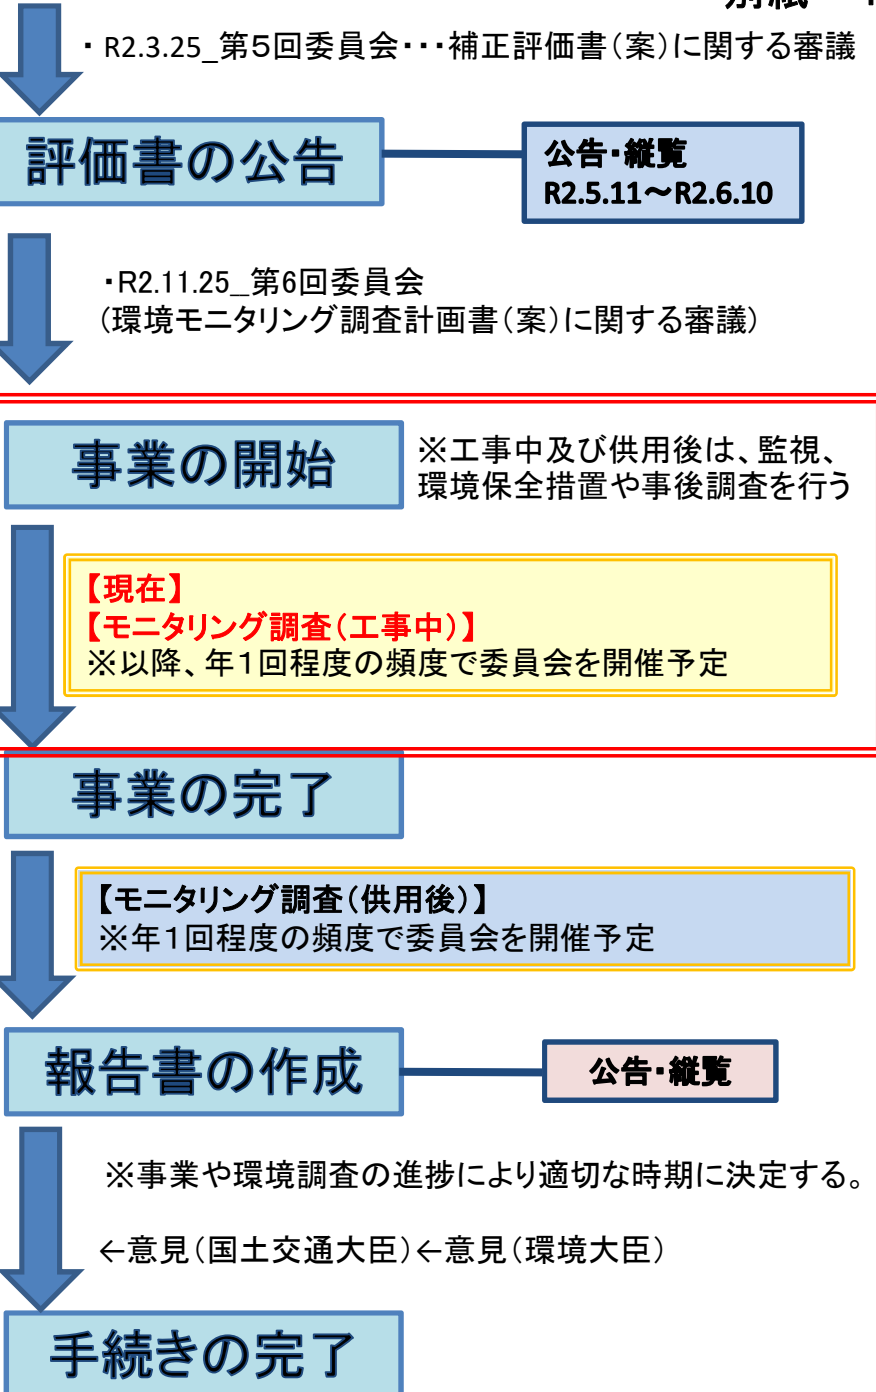 ・R2.3.25_第5回委員会・・・補正評価書(案)に関する審議
評価書の公告
公告・縦覧
R2.5.11～R2.6.10
・R2.11.25_第6回委員会
(環境モニタリング調査計画書(案)に関する審議)
事業の開始
※工事中及び供用後は、監視、
環境保全措置や事後調査を行う
【現在】
【モニタリング調査(工事中)】
※以降、年1回程度の頻度で委員会を開催予定
事業の完了
【モニタリング調査(供用後)】
※年1回程度の頻度で委員会を開催予定
報告書の作成
公告・縦覧
※事業や環境調査の進捗により適切な時期に決定する。
←意見(国土交通大臣)←意見(環境大臣)
手続きの完了